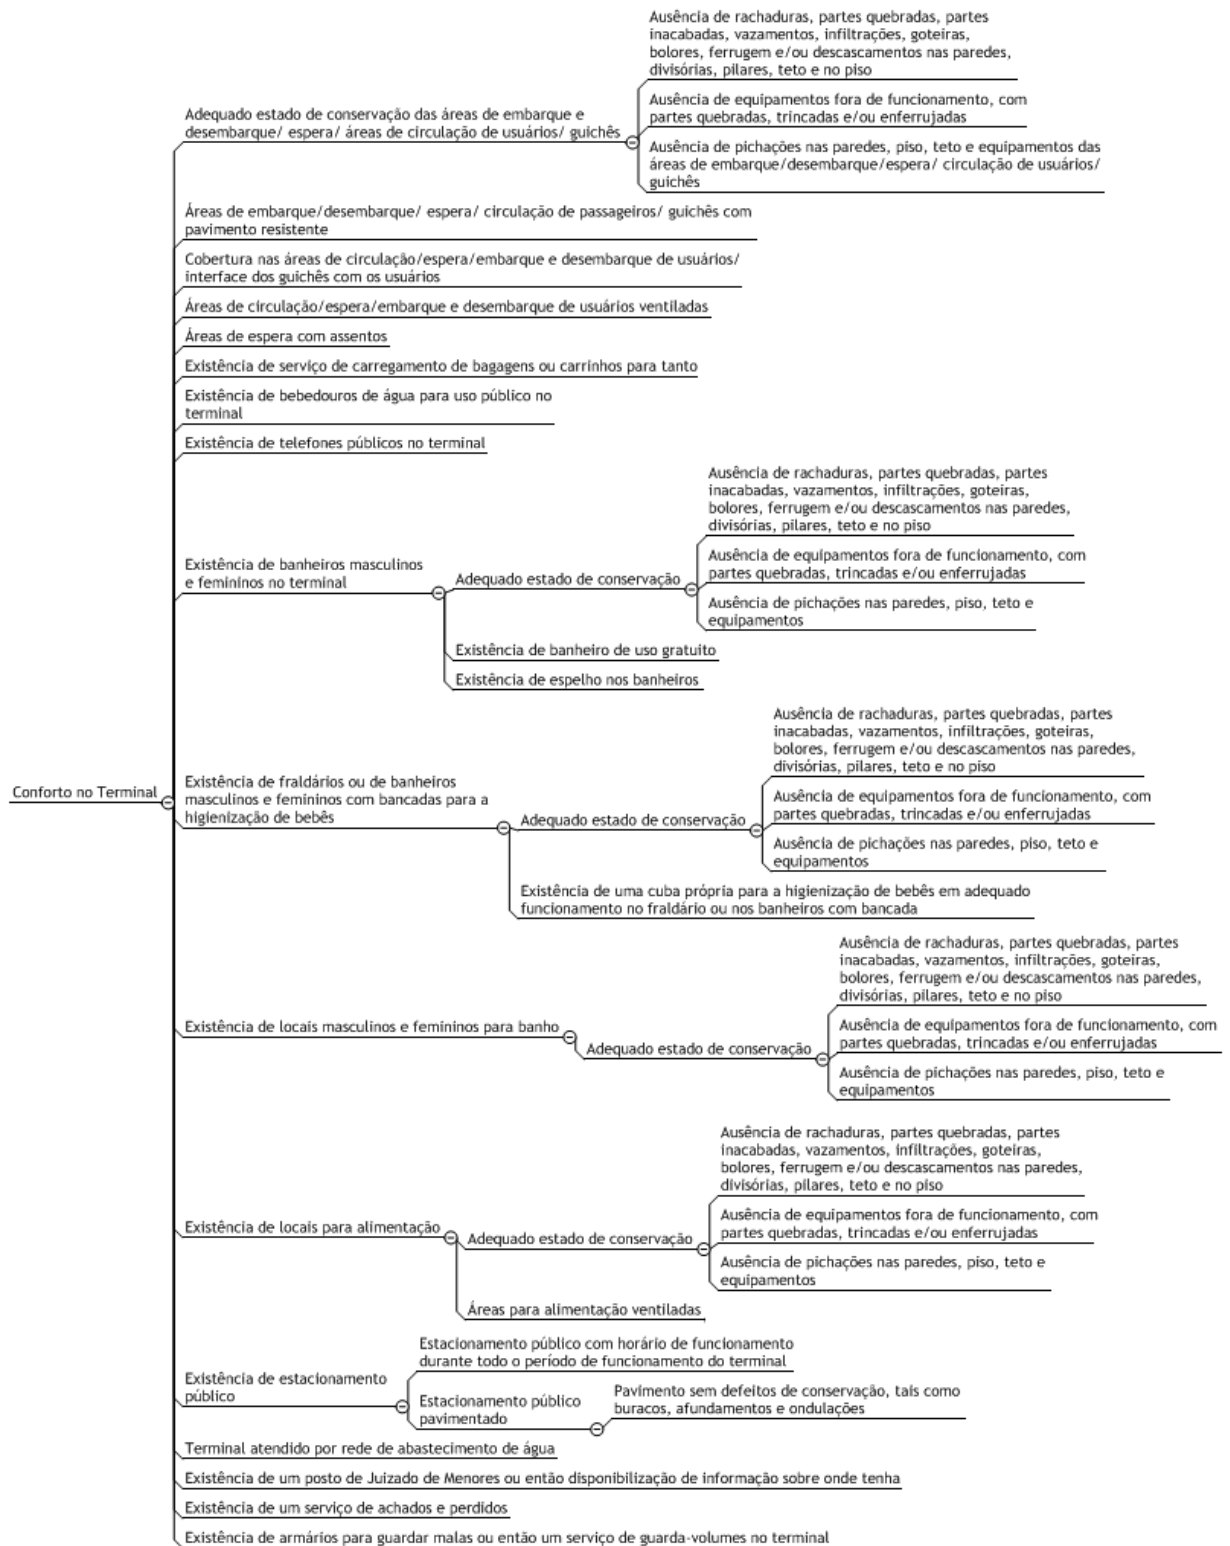 Conforto no Terminal
Adequado estado de conservação das áreas de embarque e
desembarque/ espera/ áreas de circulação de usuários/ guichês
Ausência de rachaduras, partes quebradas, partes
inacabadas, vazamentos, infiltrações, goteiras,
bolores, ferrugem e/ou descascamentos nas paredes,
divisórias, pilares, teto e no piso
Ausência de equipamentos fora de funcionamento, com
partes quebradas, trincadas e/ou enferrujadas
Ausência de pichações nas paredes, piso, teto e equipamentos das
áreas de embarque/desembarque/espera/ circulação de usuários/
guichês
Áreas de embarque/desembarque/ espera/ circulação de passageiros/ guichês com
pavimento resistente
Cobertura nas áreas de circulação/espera/embarque e desembarque de usuários/
interface dos guichês com os usuários
Áreas de circulação/espera/embarque e desembarque de usuários ventiladas
Áreas de espera com assentos
Existência de serviço de carregamento de bagagens ou carrinhos para tanto
Existência de bebedouros de água para uso público no
terminal
Existência de telefones públicos no terminal
Existência de banheiros masculinos
e femininos no terminal
Adequado estado de conservação
Ausência de rachaduras, partes quebradas, partes
inacabadas, vazamentos, infiltrações, goteiras,
bolores, ferrugem e/ou descascamentos nas paredes,
divisórias, pilares, teto e no piso
Ausência de equipamentos fora de funcionamento, com
partes quebradas, trincadas e/ou enferrujadas
Ausência de pichações nas paredes, piso, teto e
equipamentos
Existência de banheiro de uso gratuito
Existência de espelho nos banheiros
Existência de fraldários ou de banheiros
masculinos e femininos com bancadas para a
higienização de bebês
Adequado estado de conservação
Ausência de rachaduras, partes quebradas, partes
inacabadas, vazamentos, infiltrações, goteiras,
bolores, ferrugem e/ou descascamentos nas paredes,
divisórias, pilares, teto e no piso
Ausência de equipamentos fora de funcionamento, com
partes quebradas, trincadas e/ou enferrujadas
Ausência de pichações nas paredes, piso, teto e
equipamentos
Existência de uma cuba própria para a higienização de bebês em adequado
funcionamento no fraldário ou nos banheiros com bancada
Existência de locais masculinos e femininos para banho
Adequado estado de conservação
Ausência de rachaduras, partes quebradas, partes
inacabadas, vazamentos, infiltrações, goteiras,
bolores, ferrugem e/ou descascamentos nas paredes,
divisórias, pilares, teto e no piso
Ausência de equipamentos fora de funcionamento, com
partes quebradas, trincadas e/ou enferrujadas
Ausência de pichações nas paredes, piso, teto e
equipamentos
Existência de locais para alimentação
Adequado estado de conservação
Ausência de rachaduras, partes quebradas, partes
inacabadas, vazamentos, infiltrações, goteiras,
bolores, ferrugem e/ou descascamentos nas paredes,
divisórias, pilares, teto e no piso
Ausência de equipamentos fora de funcionamento, com
partes quebradas, trincadas e/ou enferrujadas
Ausência de pichações nas paredes, piso, teto e
equipamentos
Áreas para alimentação ventiladas
Existência de estacionamento
público
Estacionamento público com horário de funcionamento
durante todo o período de funcionamento do terminal
Estacionamento público
pavimentado
Pavimento sem defeitos de conservação, tais como
buracos, afundamentos e ondulações
Terminal atendido por rede de abastecimento de água
Existência de um posto de Juizado de Menores ou então disponibilização de informação sobre onde tenha
Existência de um serviço de achados e perdidos
Existência de armários para guardar malas ou então um serviço de guarda-volumes no terminal